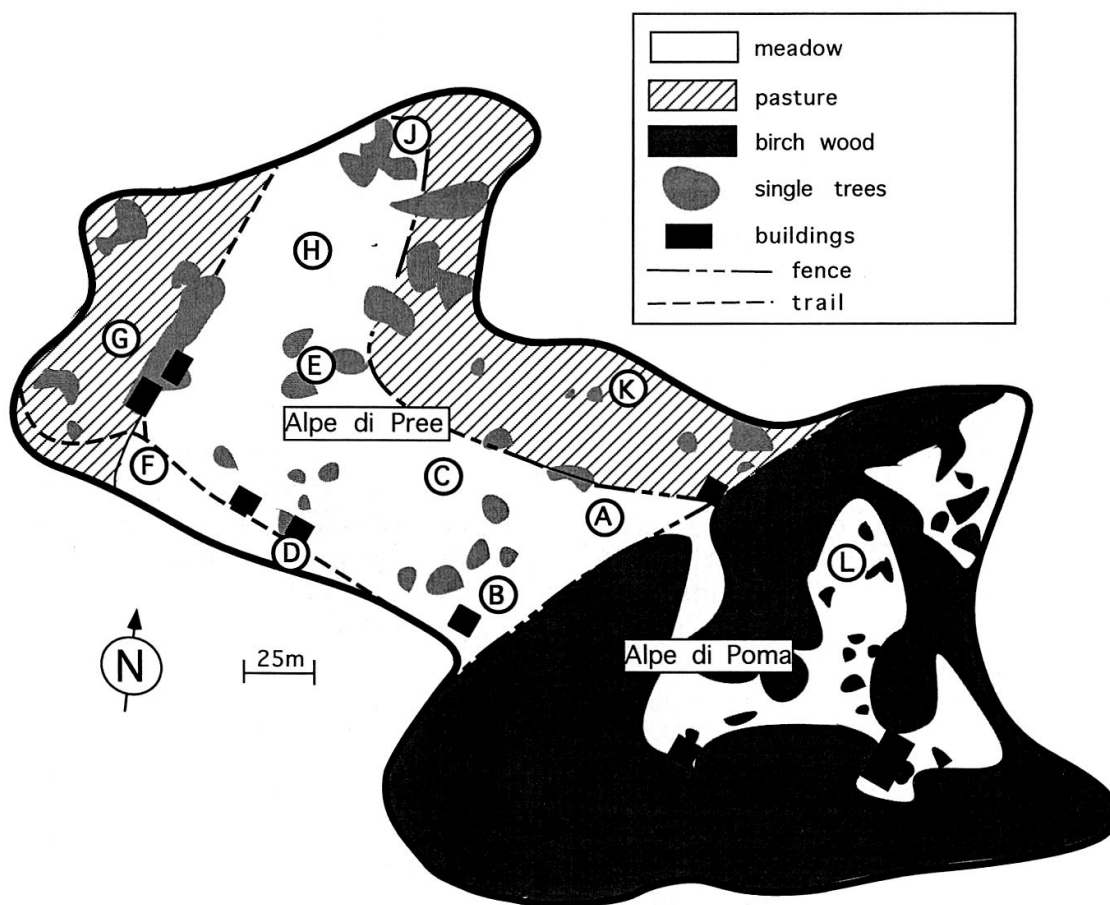 meadow
pasture
birch wood
single trees
buildings
fence
trail
J
H
G
E
K
Alpe di Pree
F
C
A
D
B
L
Alpe di Poma
N
25m